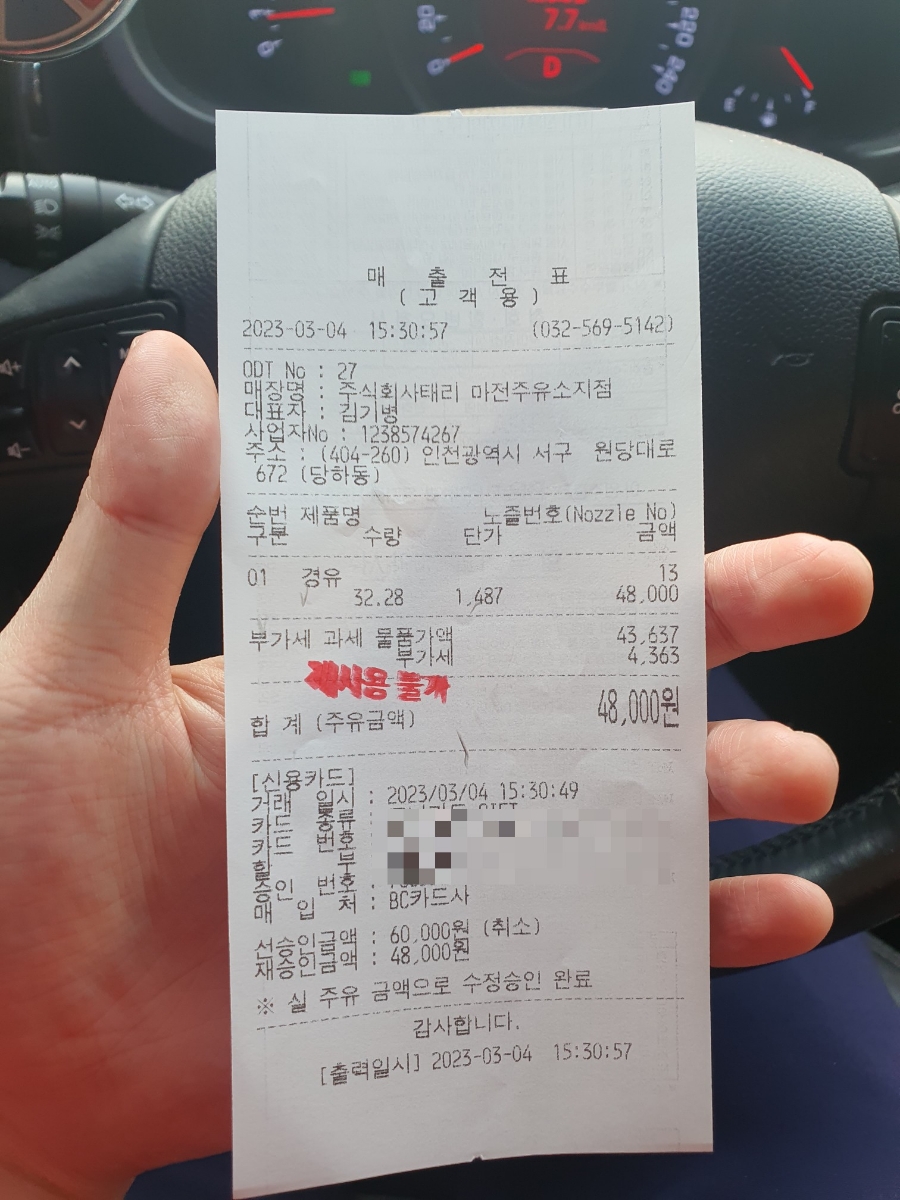 7.7
D
220
240
E
F
매 출 전 표
( 고 객 용 )
2023-03-04 15:30:57 (032-569-5142)
ODT No : 27
매장명 : 주식회사태리 마전주유소지점
대표자 : 김기병
사업자No : 1238574267
주소 : (404-260) 인천광역시 서구 원당대로
672 (당하동)
순번 제품명 노즐번호(Nozzle No)
구분 수량 단가 금액
01 경유 13
32.28 1,487 48,000
부가세 과세 물품가액 43,637
부가세 4,363
재사용 불가
합 계 (주유금액) 48,000원
[신용카드]
거래 일시 : 2023/03/04 15:30:49
카드 종류 :
카드 번호 :
할 부 :
승인 번호 :
매 입 처 : BC카드사
선승인금액 : 60,000원 (취소)
재승인금액 : 48,000원
※ 실 주유 금액으로 수정승인 완료
감사합니다.
[출력일시] 2023-03-04 15:30:57